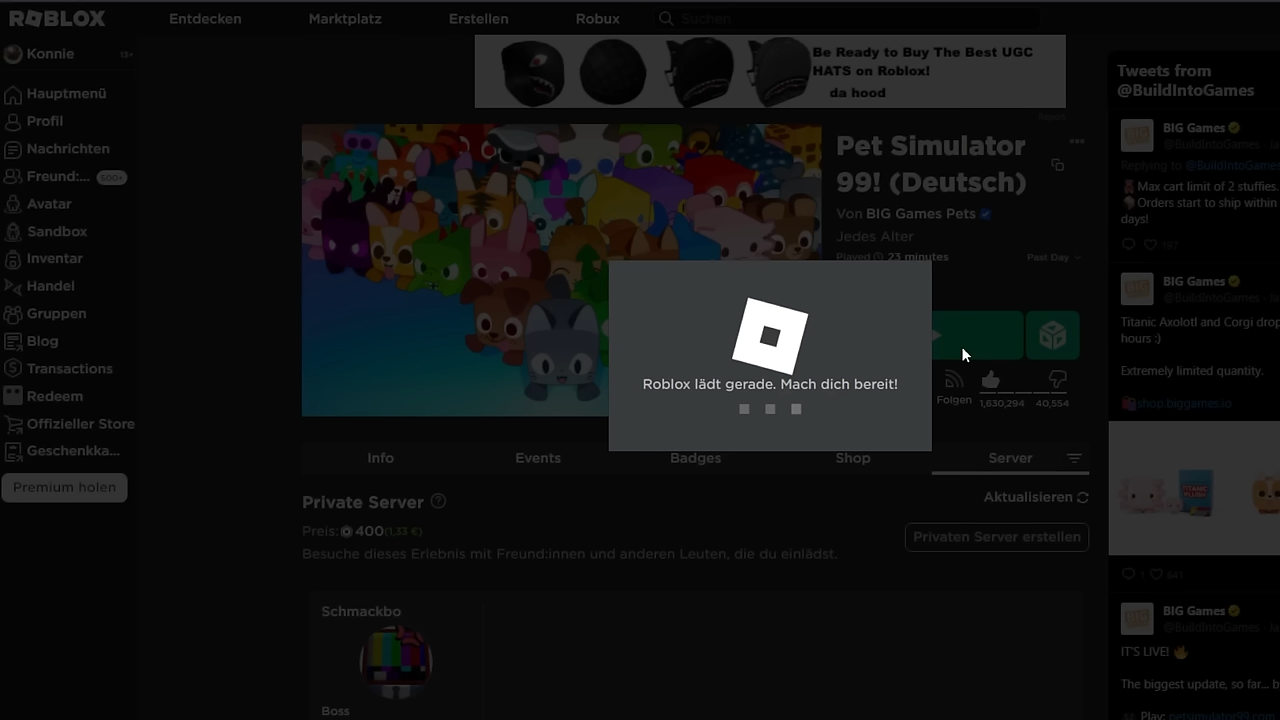 ROBLOX
Entdecken
Marktplatz
Erstellen
Robux
Suchen
Konnie
13+
Hauptmenü
Profil
Nachrichten
Freund:...
500+
Avatar
Sandbox
Inventar
Handel
Gruppen
Blog
Transactions
Redeem
Offizieller Store
Geschenkka...
Premium holen
Be Ready to Buy The Best UGC
HATS on Roblox!
da hood
Pet Simulator
99! (Deutsch)
Von BIG Games Pets
Jedes Alter
Played 23 minutes
Past Day
Roblox lädt gerade. Mach dich bereit!
Folgen
1,630,294
40,554
Info
Events
Badges
Shop
Server
Private Server
Aktualisieren
Preis: 400 (1,33 €)
Privaten Server erstellen
Besuche dieses Erlebnis mit Freund:innen und anderen Leuten, die du einlädst.
Schmackbo
Boss
Tweets from
@BuildIntoGames
BIG Games
@BuildIntoGames
Replying to @BuildIntoGames
Max cart limit of 2 stuffies.
Orders start to ship within
days!
197
BIG Games
@BuildIntoGames
Titanic Axolotl and Corgi drop
hours :)
Extremely limited quantity.
shop.biggames.io
1
841
BIG Games
@BuildIntoGames
IT'S LIVE!
The biggest update, so far... b
Play: petsimulator99.com